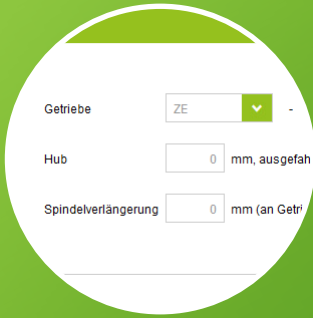 Getriebe ZE -
Hub 0 mm, ausgefah
Spindelverlängerung 0 mm (an Getri